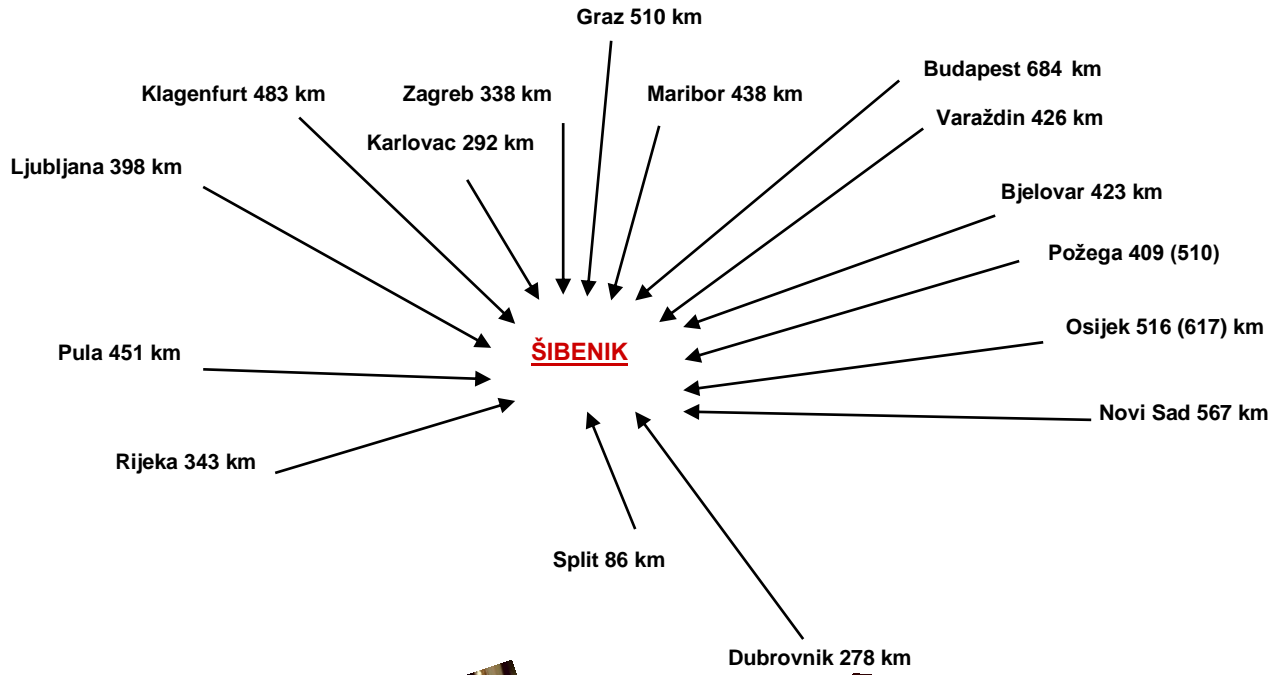 Graz 510 km
Budapest 684 km
Klagenfurt 483 km
Zagreb 338 km
Maribor 438 km
Varaždin 426 km
Karlovac 292 km
Ljubljana 398 km
Bjelovar 423 km
Požega 409 (510)
Osijek 516 (617) km
ŠIBENIK
Pula 451 km
Novi Sad 567 km
Rijeka 343 km
Split 86 km
Dubrovnik 278 km